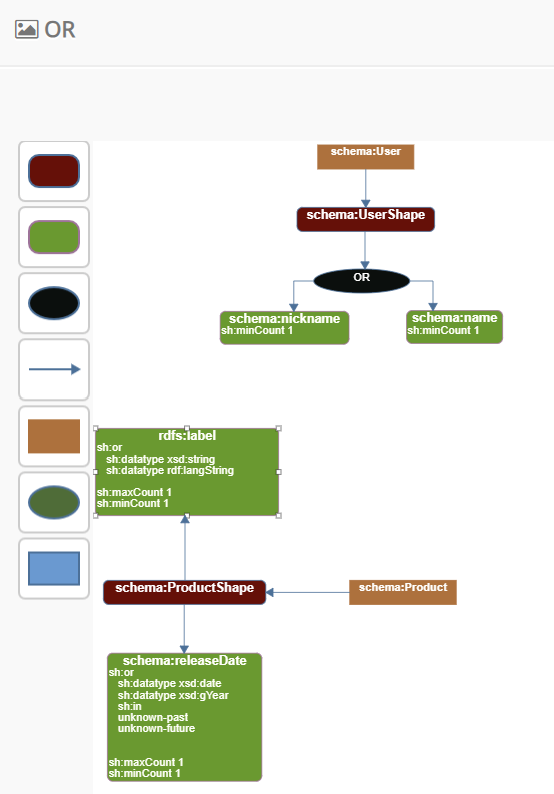 OR
schema:User
schema:UserShape
OR
schema:nickname
sh:minCount 1
schema:name
sh:minCount 1
rdfs:label
sh:or
sh:datatype xsd:string
sh:datatype rdf:langString
sh:maxCount 1
sh:minCount 1
schema:ProductShape
schema:Product
schema:releaseDate
sh:or
sh:datatype xsd:date
sh:datatype xsd:gYear
sh:in
unknown-past
unknown-future
sh:maxCount 1
sh:minCount 1